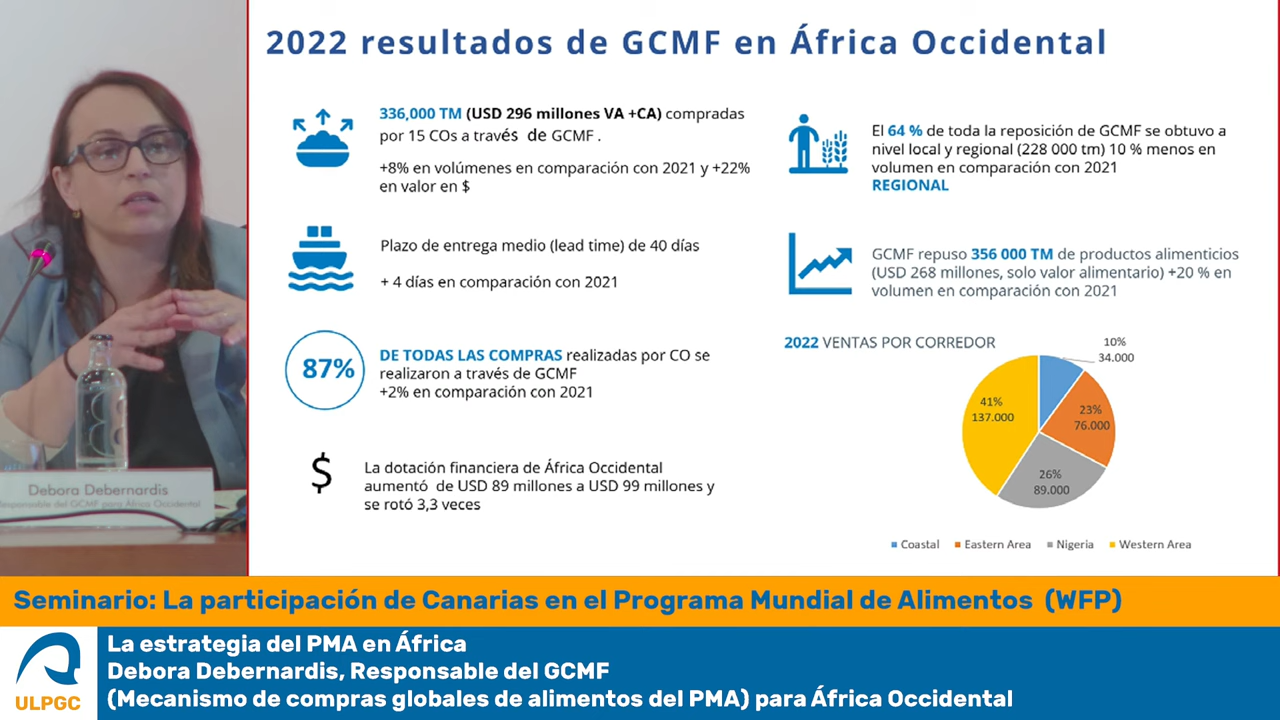 2022 resultados de GCMF en África Occidental
336,000 TM (USD 296 millones VA +CA) compradas
por 15 COs a través de GCMF .
+8% en volúmenes en comparación con 2021 y +22%
en valor en $
Plazo de entrega medio (lead time) de 40 días
+ 4 días en comparación con 2021
87%
DE TODAS LAS COMPRAS realizadas por CO se
realizaron a través de GCMF
+2% en comparación con 2021
$
La dotación financiera de África Occidental
aumentó de USD 89 millones a USD 99 millones y
se rotó 3,3 veces
El 64 % de toda la reposición de GCMF se obtuvo a
nivel local y regional (228 000 tm) 10 % menos en
volumen en comparación con 2021
REGIONAL
GCMF repuso 356 000 TM de productos alimenticios
(USD 268 millones, solo valor alimentario) +20 % en
volumen en comparación con 2021
2022 VENTAS POR CORREDOR
10%
34.000
41%
137.000
23%
76.000
26%
89.000
Coastal
Eastern Area
Nigeria
Western Area
Debora Debernardis
Responsable del GCMF para África Occidental
Seminario: La participación de Canarias en el Programa Mundial de Alimentos (WFP)
ULPGC
La estrategia del PMA en África
Debora Debernardis, Responsable del GCMF
(Mecanismo de compras globales de alimentos del PMA) para África Occidental